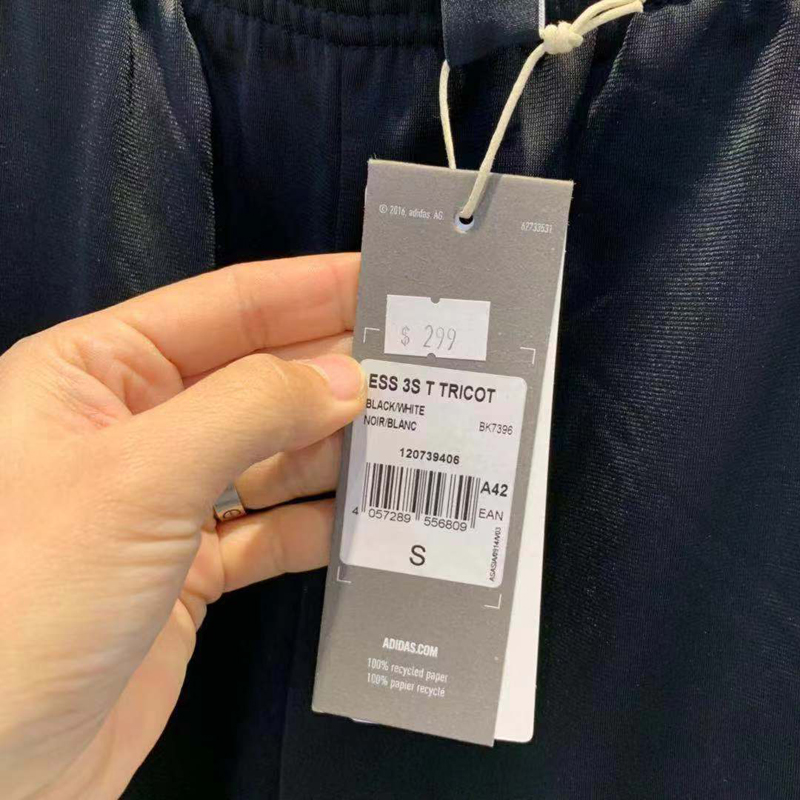 © 2016, adidas AG.
62733531
$ 299
ESS 3S T TRICOT
BLACK/WHITE
NOIR/BLANC
BK7396
120739406
A42
4 057289 556809 EAN
S
ADIDAS.COM
100% recycled paper
100% papier recyclé